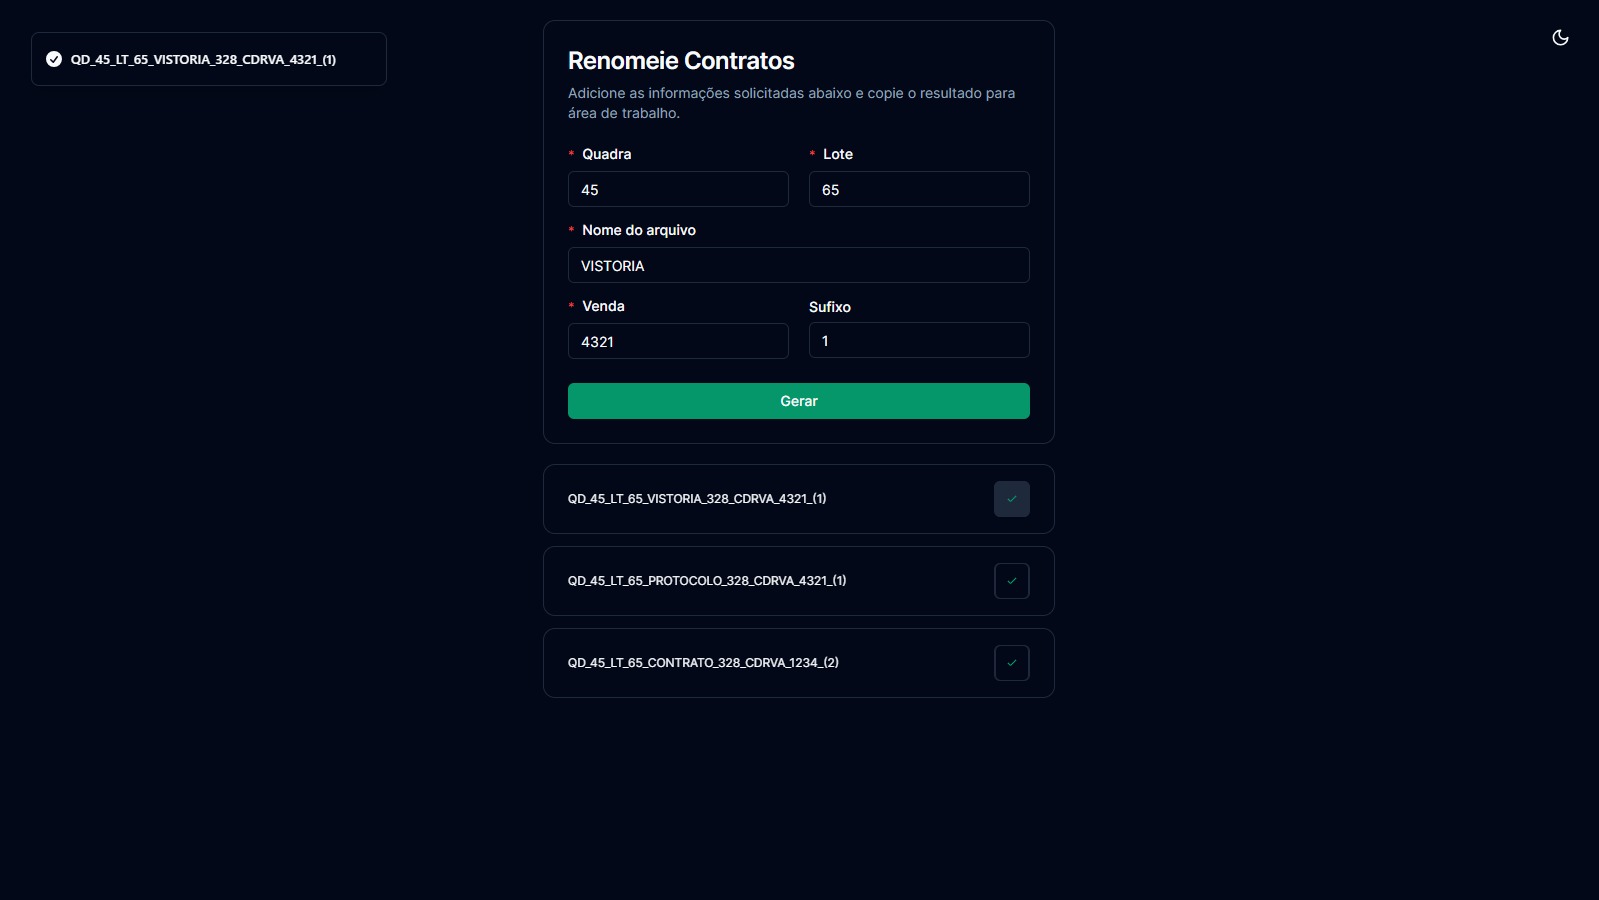 QD_45_LT_65_VISTORIA_328_CDRVA_4321_(1)
Renomeie Contratos
Adicione as informações solicitadas abaixo e copie o resultado para
área de trabalho.
* Quadra
* Lote
45
65
* Nome do arquivo
VISTORIA
* Venda
Sufixo
4321
1
Gerar
QD_45_LT_65_VISTORIA_328_CDRVA_4321_(1)
QD_45_LT_65_PROTOCOLO_328_CDRVA_4321_(1)
QD_45_LT_65_CONTRATO_328_CDRVA_1234_(2)